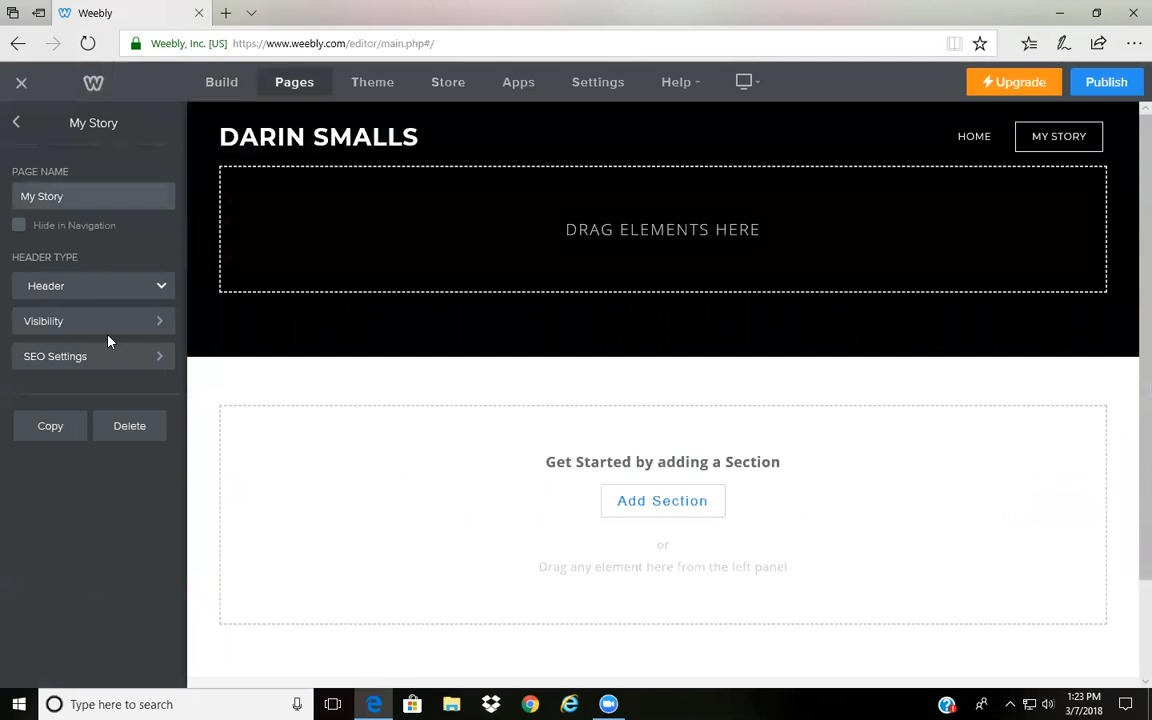 Weebly
Weebly, Inc. [US] https://www.weebly.com/editor/main.php#/
Build Pages Theme Store Apps Settings Help Upgrade Publish
My Story
PAGE NAME
My Story
Hide in Navigation
HEADER TYPE
Header
Visibility
SEO Settings
Copy Delete
DARIN SMALLS
HOME MY STORY
DRAG ELEMENTS HERE
Get Started by adding a Section
Add Section
or
Drag any element here from the left panel
Type here to search
1:23 PM
3/7/2018